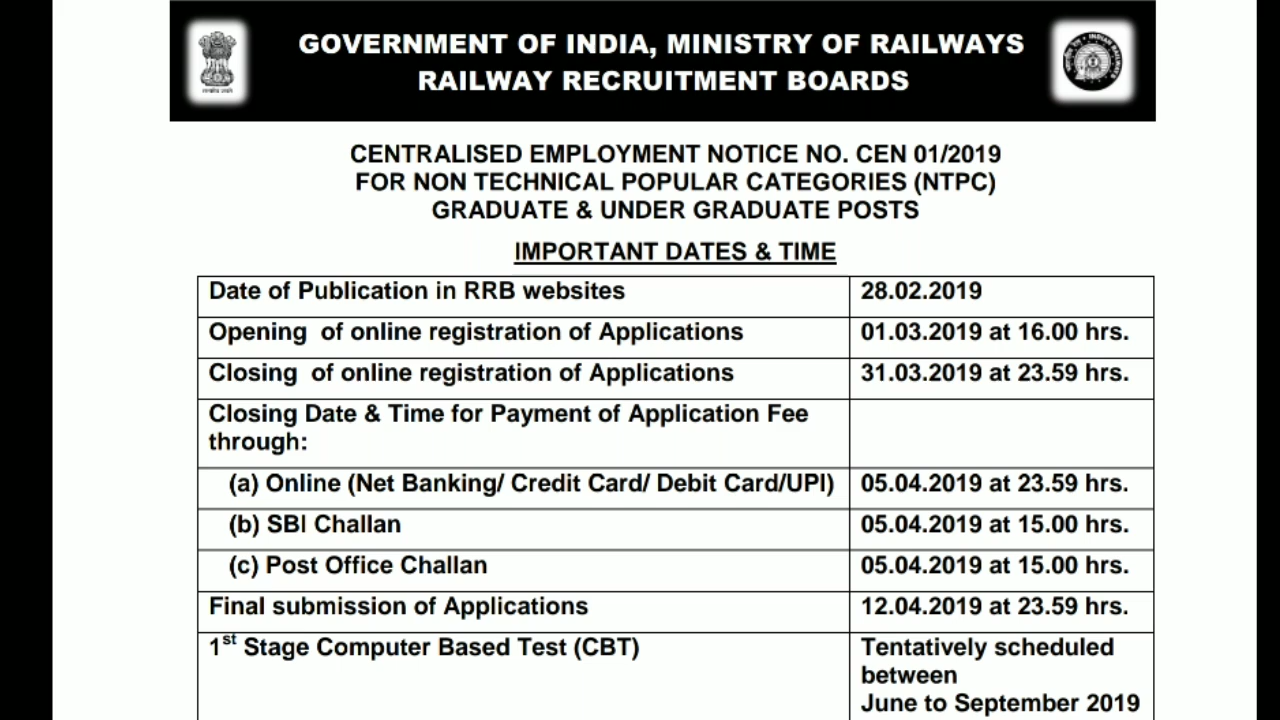 GOVERNMENT OF INDIA, MINISTRY OF RAILWAYS
RAILWAY RECRUITMENT BOARDS
CENTRALISED EMPLOYMENT NOTICE NO. CEN 01/2019
FOR NON TECHNICAL POPULAR CATEGORIES (NTPC)
GRADUATE & UNDER GRADUATE POSTS
IMPORTANT DATES & TIME
Date of Publication in RRB websites 28.02.2019
Opening of online registration of Applications 01.03.2019 at 16.00 hrs.
Closing of online registration of Applications 31.03.2019 at 23.59 hrs.
Closing Date & Time for Payment of Application Fee
through:
(a) Online (Net Banking/ Credit Card/ Debit Card/UPI) 05.04.2019 at 23.59 hrs.
(b) SBI Challan 05.04.2019 at 15.00 hrs.
(c) Post Office Challan 05.04.2019 at 15.00 hrs.
Final submission of Applications 12.04.2019 at 23.59 hrs.
1st Stage Computer Based Test (CBT) Tentatively scheduled
between
June to September 2019